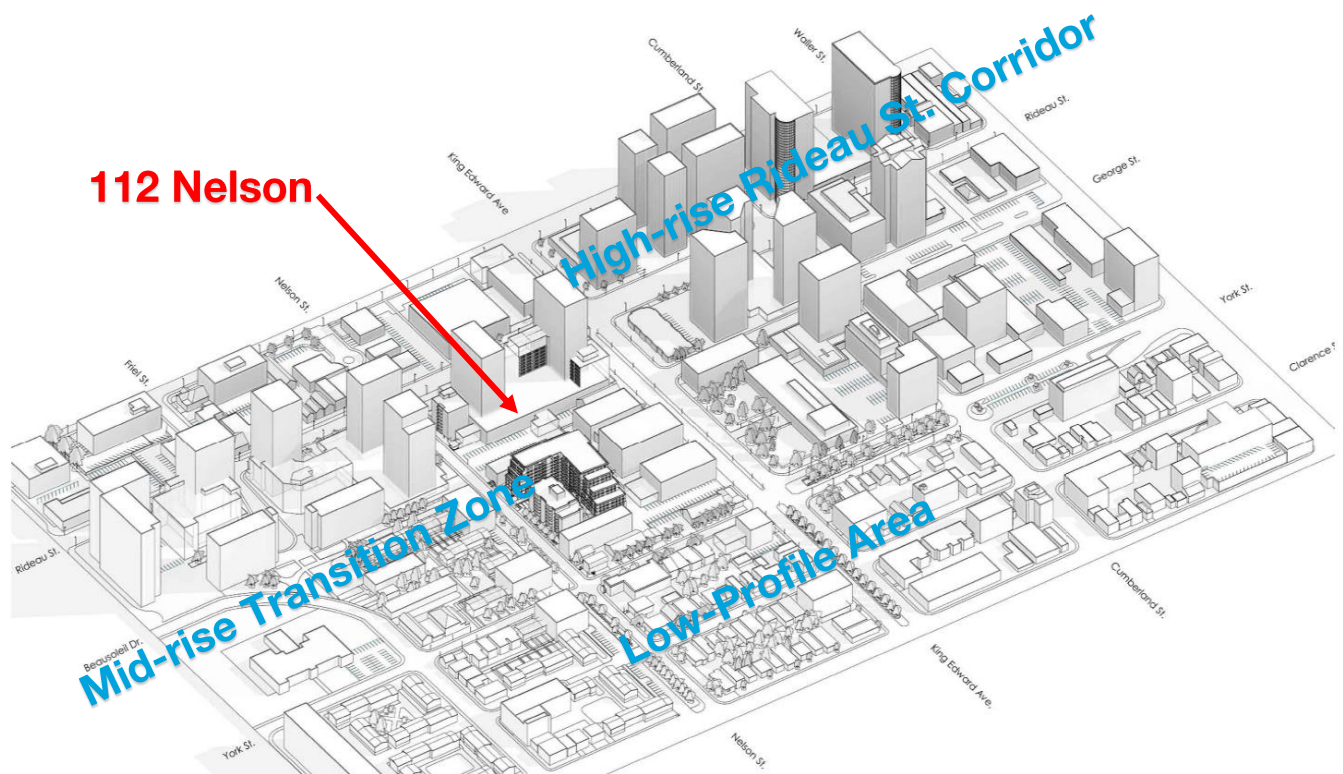 Waller St.
Cumberland St.
High-rise Rideau St. Corridor
Rideau St.
King Edward Ave
George St.
112 Nelson
Nelson St.
York St.
Clarence S
Friel St.
Mid-rise Transition Zone
Low-Profile Area
Rideau St.
Cumberland St.
Beausoleil Dr.
King Edward Ave.
York St.
Nelson St.